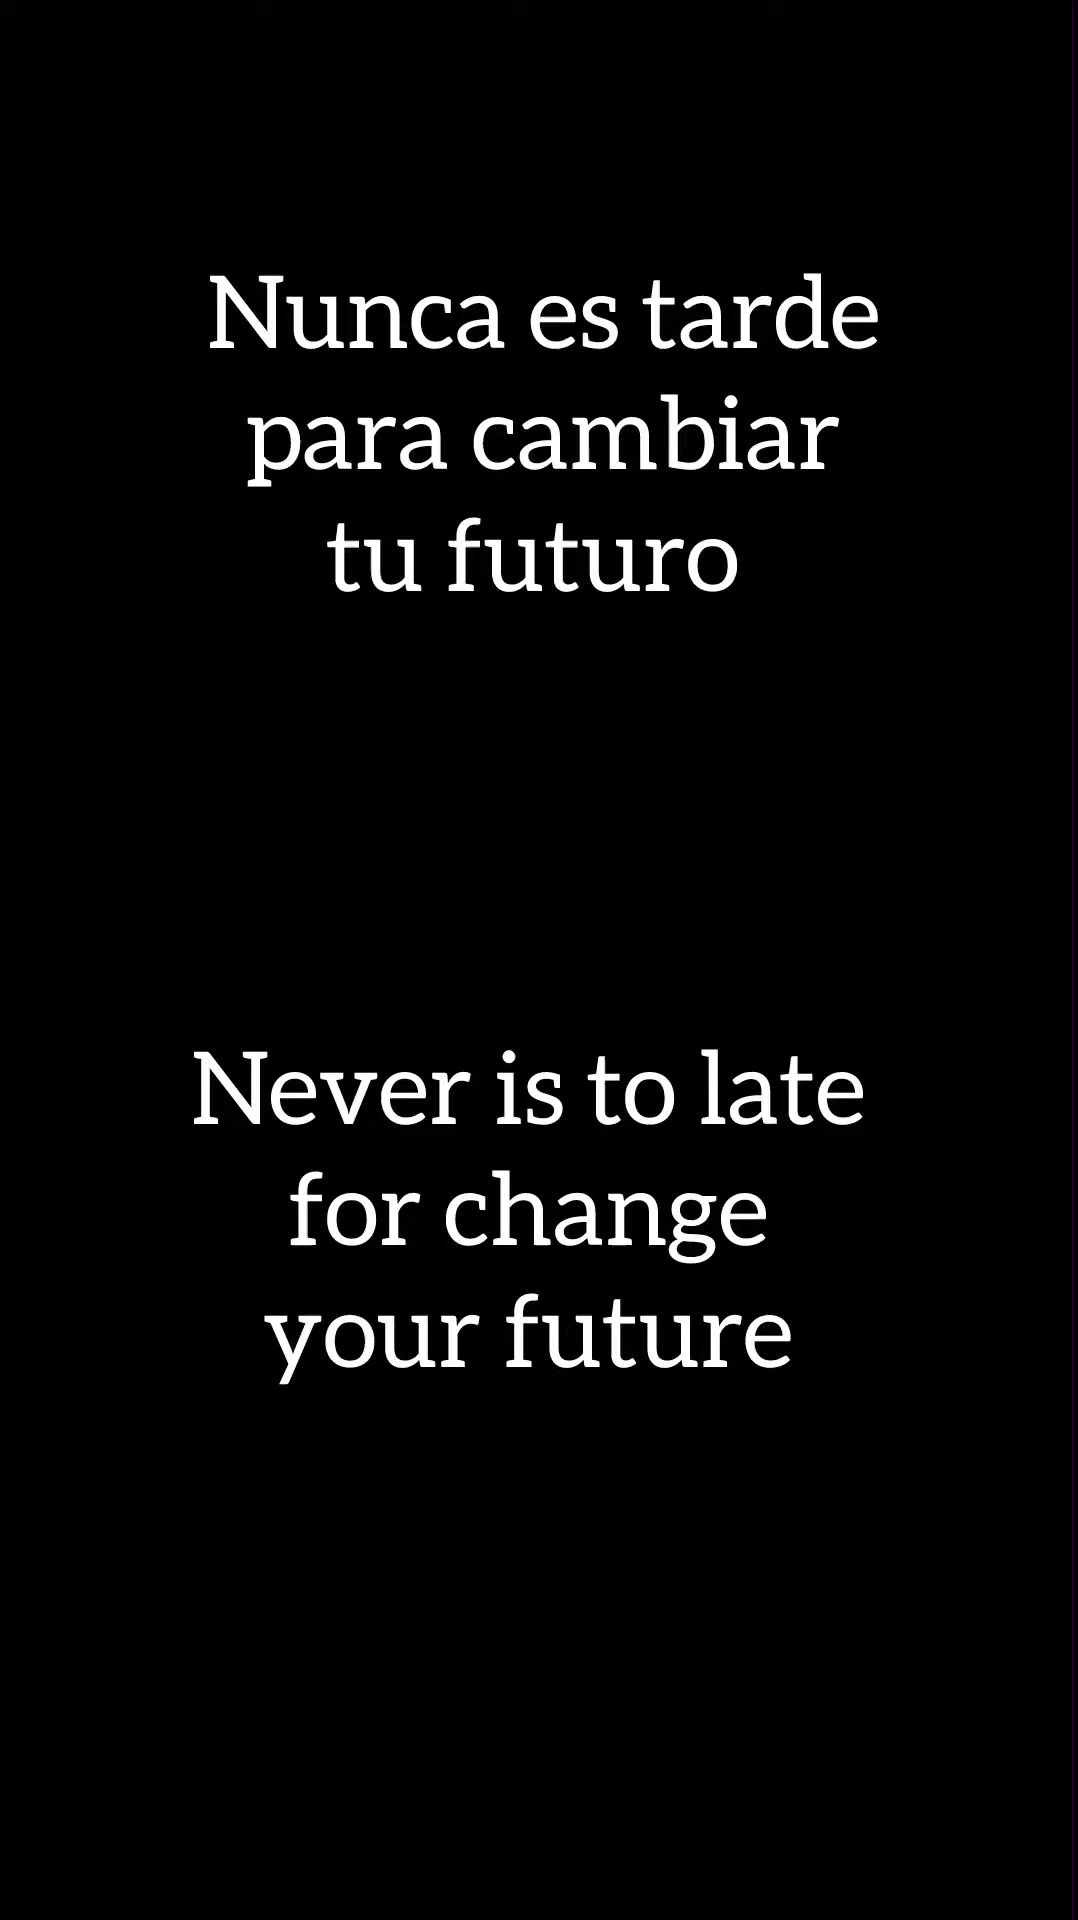 Nunca es tarde
para cambiar
tu futuro
Never is to late
for change
your future